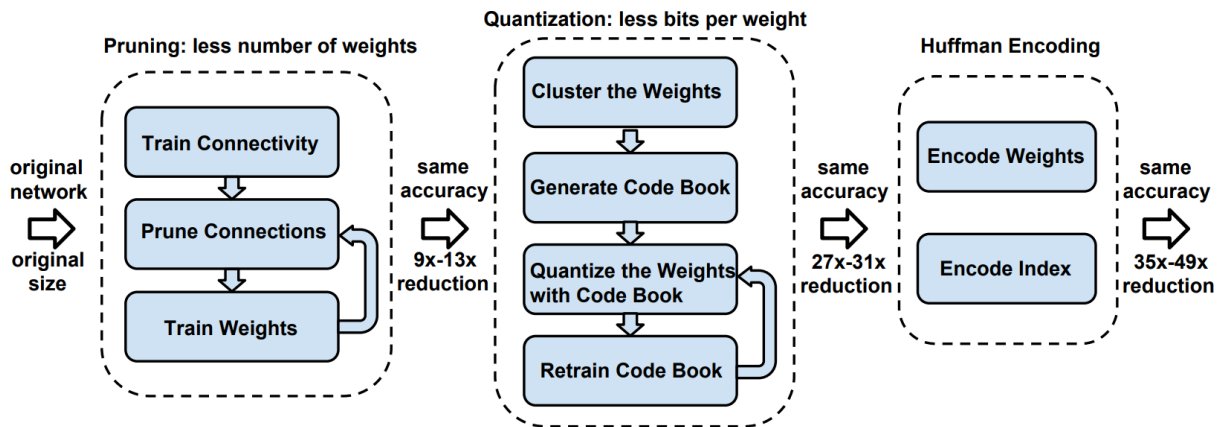 Pruning: less number of weights
Quantization: less bits per weight
Huffman Encoding
original
network
original
size
Train Connectivity
Prune Connections
Train Weights
same
accuracy
9x-13x
reduction
Cluster the Weights
Generate Code Book
Quantize the Weights
with Code Book
Retrain Code Book
same
accuracy
27x-31x
reduction
Encode Weights
Encode Index
same
accuracy
35x-49x
reduction